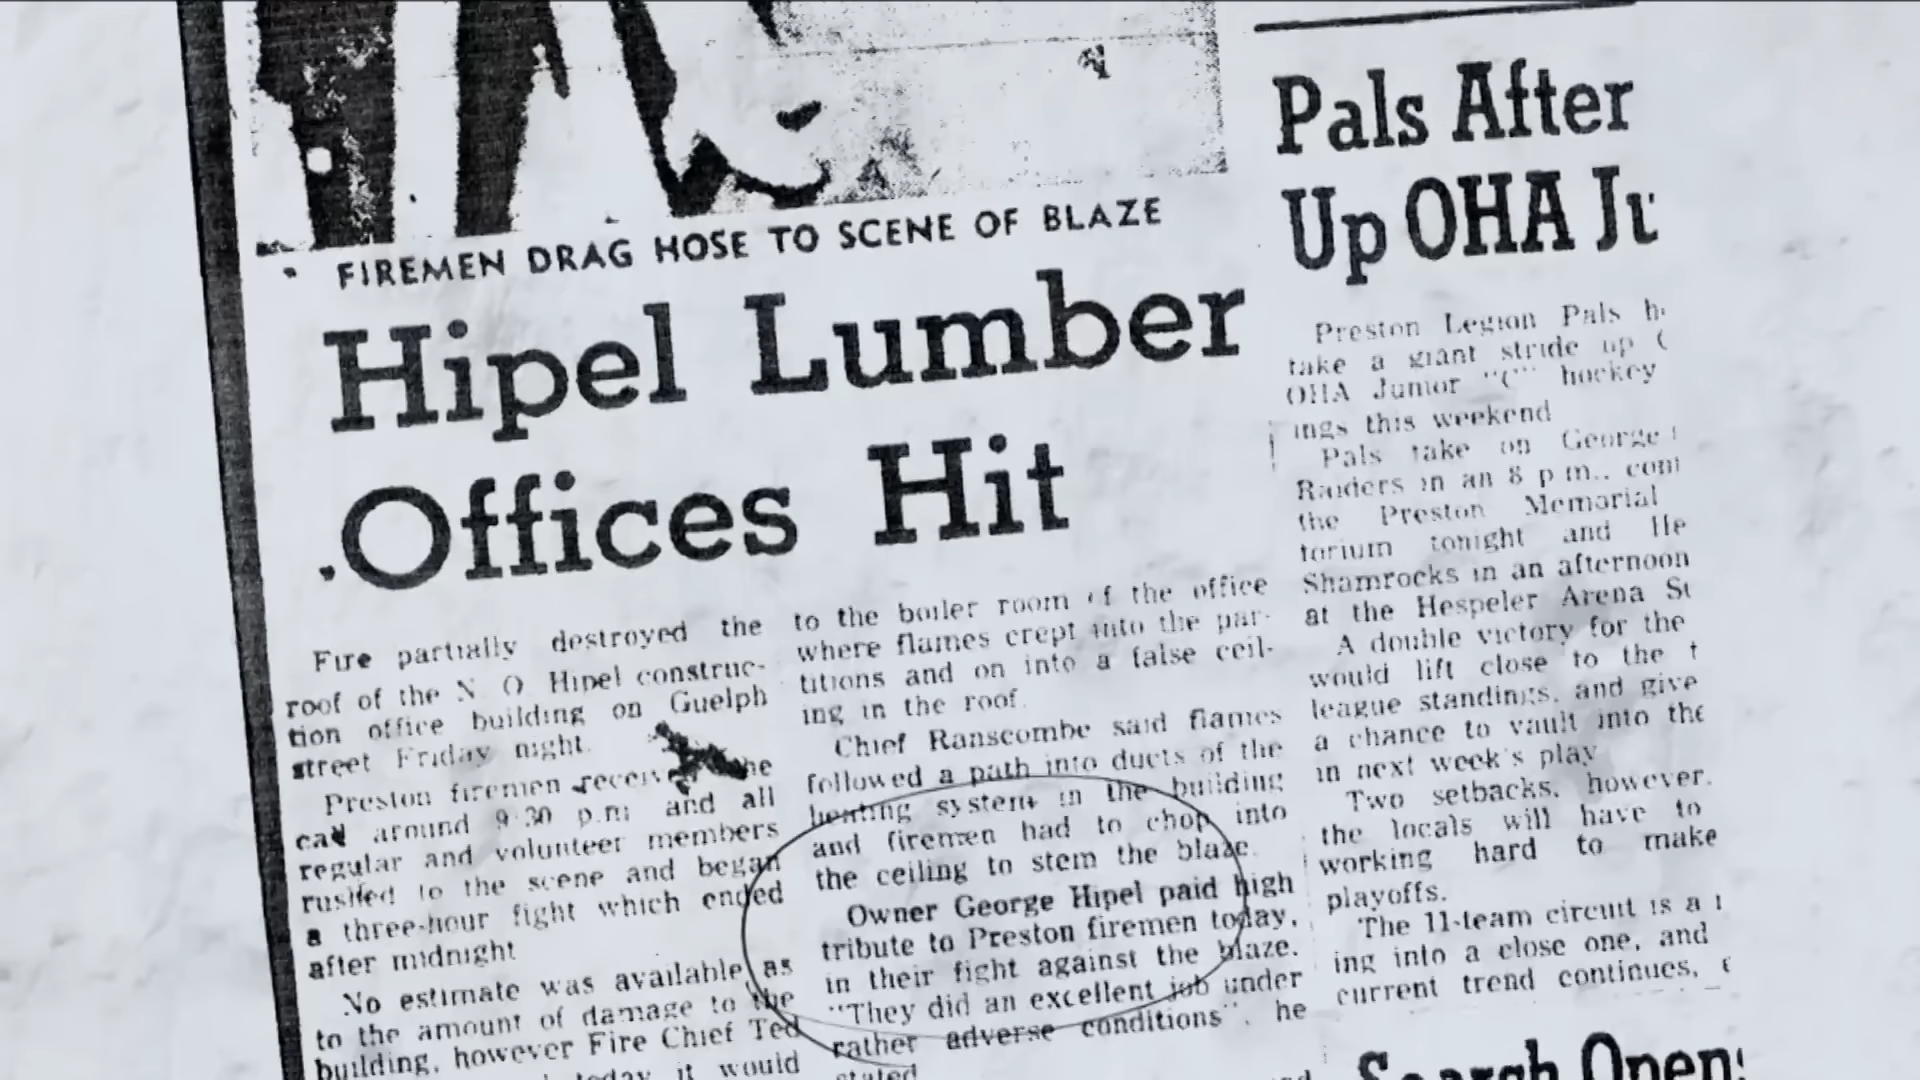 FIREMEN DRAG HOSE TO SCENE OF BLAZE
Hipel Lumber
Offices Hit
Fire partially destroyed the
roof of the N. O. Hipel construc-
tion office building on Guelph
street Friday night.
Preston firemen received the
call around 9:30 p.m. and all
regular and volunteer members
rushed to the scene and began
a three-hour fight which ended
after midnight
No estimate was available as
to the amount of damage to the
building, however Fire Chief Ted
today it would
to the boiler room of the office
where flames crept into the par-
titions and on into a false ceil-
ing in the roof.
Chief Ranscombe said flames
followed a path into ducts of the
heating system in the building
and firemen had to chop into
the ceiling to stem the blaze.
Owner George Hipel paid high
tribute to Preston firemen today,
in their fight against the blaze.
"They did an excellent job under
rather adverse conditions", he
stated
Pals After
Up OHA
Preston Legion Pals
take a giant stride up
OHA Junior "C" hockey
ings this weekend
Pals take on George
Raiders in an 8 p.m.,
the Preston Memorial
torium tonight and He
Shamrocks in an afternoon
at the Hespeler Arena
A double victory for the
would lift close to the
league standings, and give
a chance to vault into the
in next week's play
Two setbacks, however,
the locals will have to
working hard to make
playoffs.
The 11-team circuit is a
ing into a close one, and
current trend continues,
Search Open